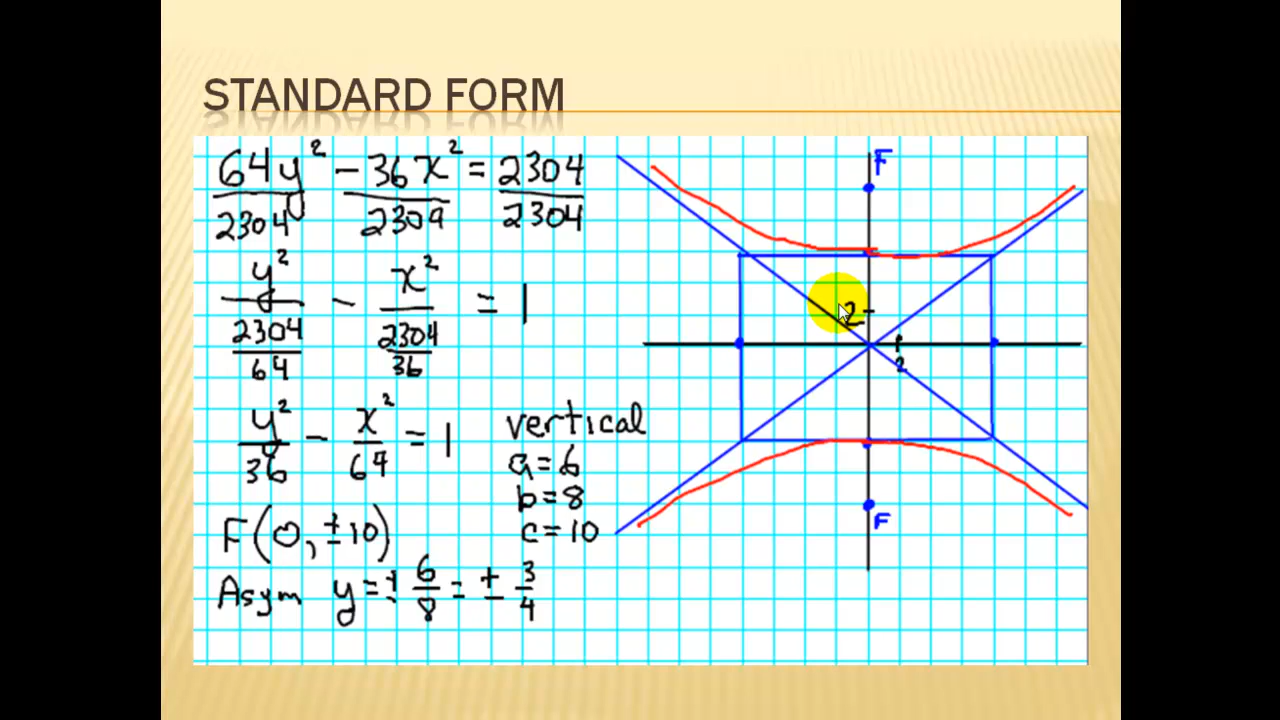 STANDARD FORM
64y² - 36x² = 2304
2304 2309 2304
y² - x² = 1
2304 2304
64 36
y² - x² = 1
36 64
vertical
a = 6
b = 8
c = 10
F(0, ±10)
Asym y = ± 6/8 = ± 3/4
F
2
2
F